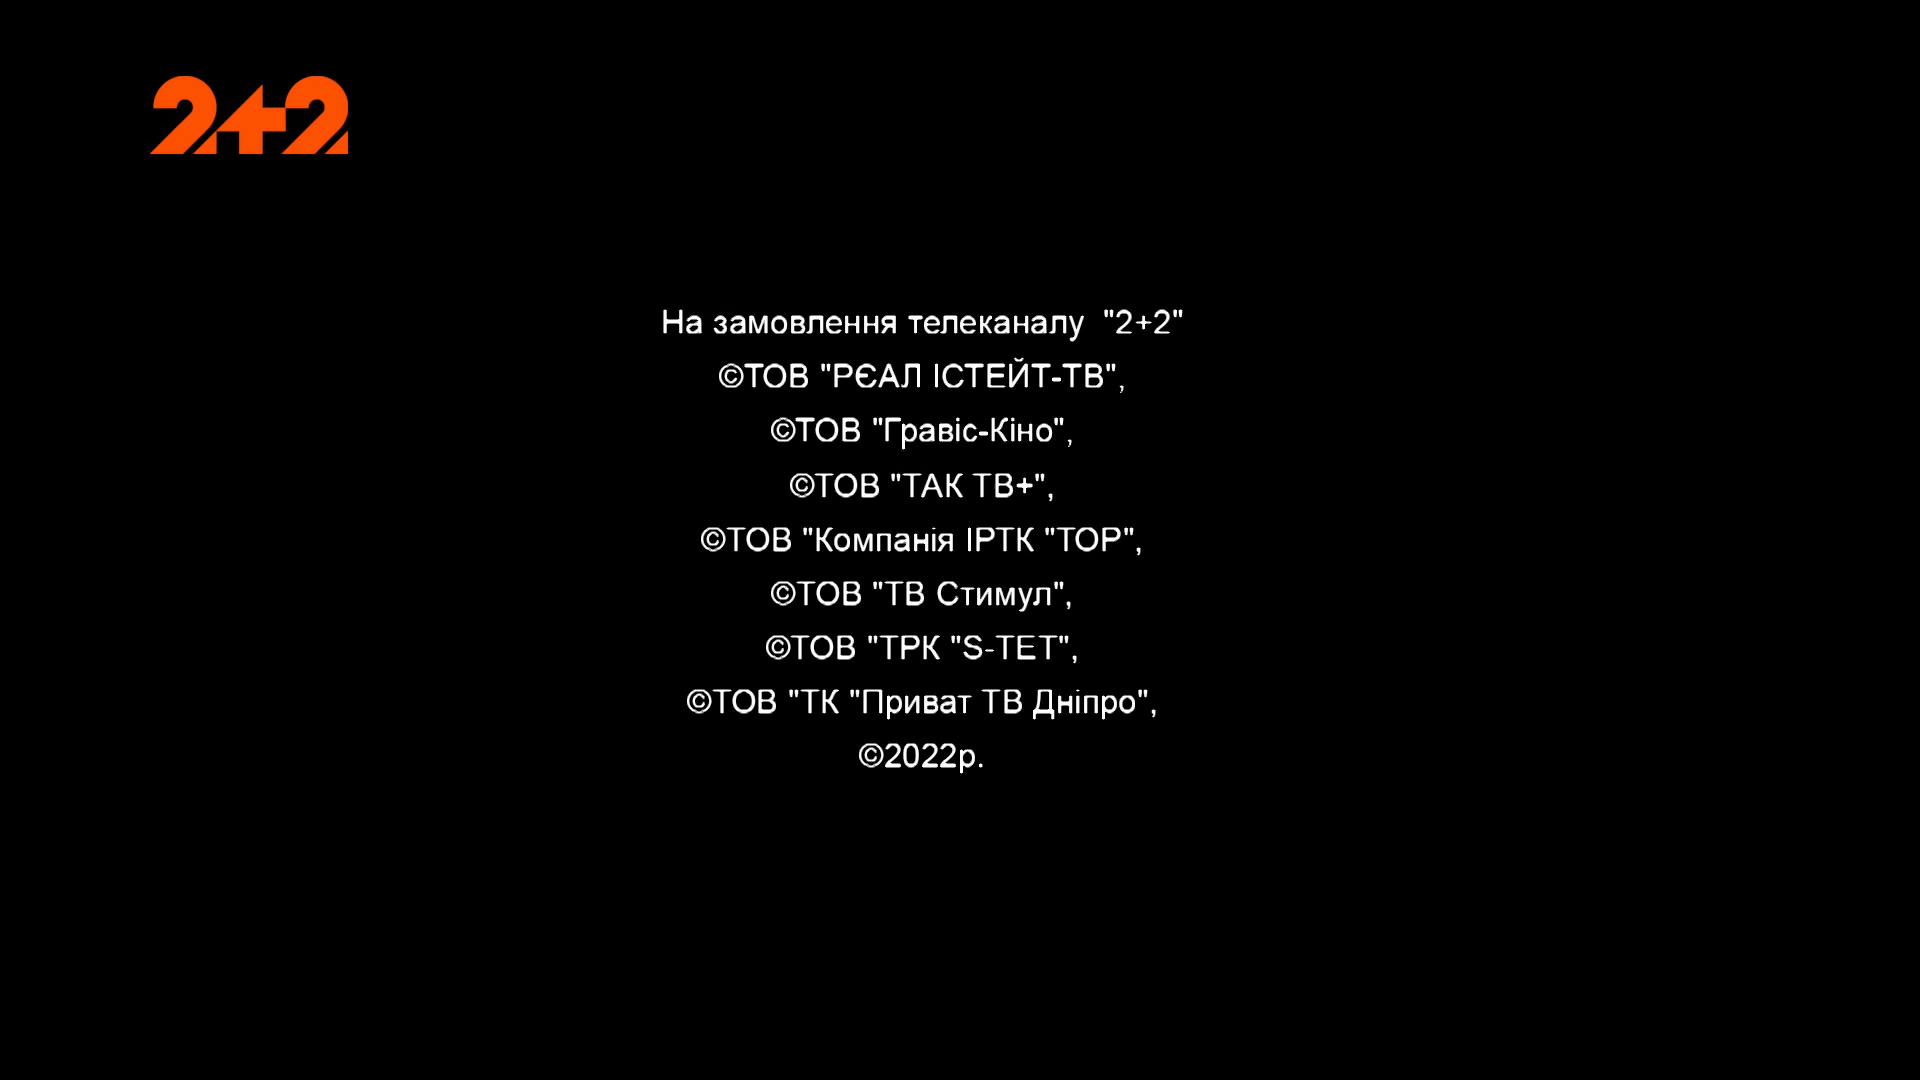 2+2
На замовлення телеканалу "2+2"
©ТОВ "РЄАЛ ІСТЕЙТ-ТВ",
©ТОВ "Гравіс-Кіно",
©ТОВ "ТАК ТВ+",
©ТОВ "Компанія ІРТК "ТОР",
©ТОВ "ТВ Стимул",
©ТОВ "ТРК "S-TET",
©ТОВ "ТК "Приват ТВ Дніпро",
©2022р.